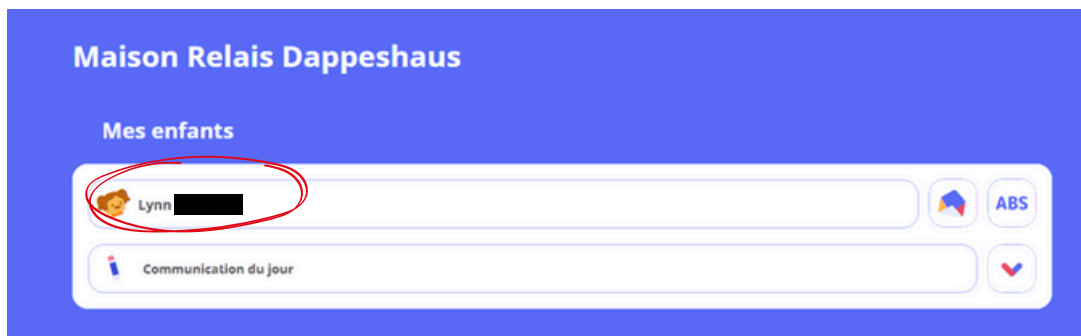 Maison Relais Dappeshaus
Mes enfants
Lynn
ABS
Communication du jour